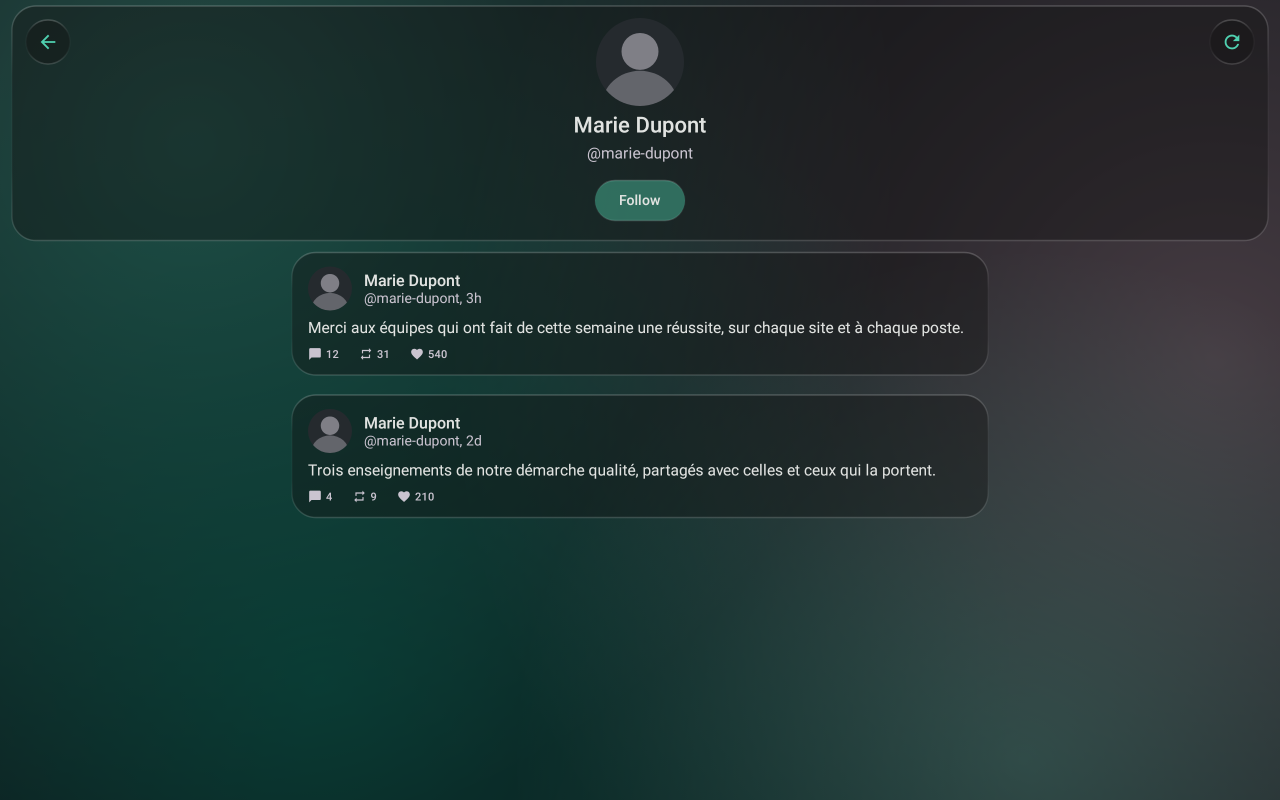 Marie Dupont
@marie-dupont
Follow
Marie Dupont
@marie-dupont, 3h
Merci aux équipes qui ont fait de cette semaine une réussite, sur chaque site et à chaque poste.
12 31 540
Marie Dupont
@marie-dupont, 2d
Trois enseignements de notre démarche qualité, partagés avec celles et ceux qui la portent.
4 9 210